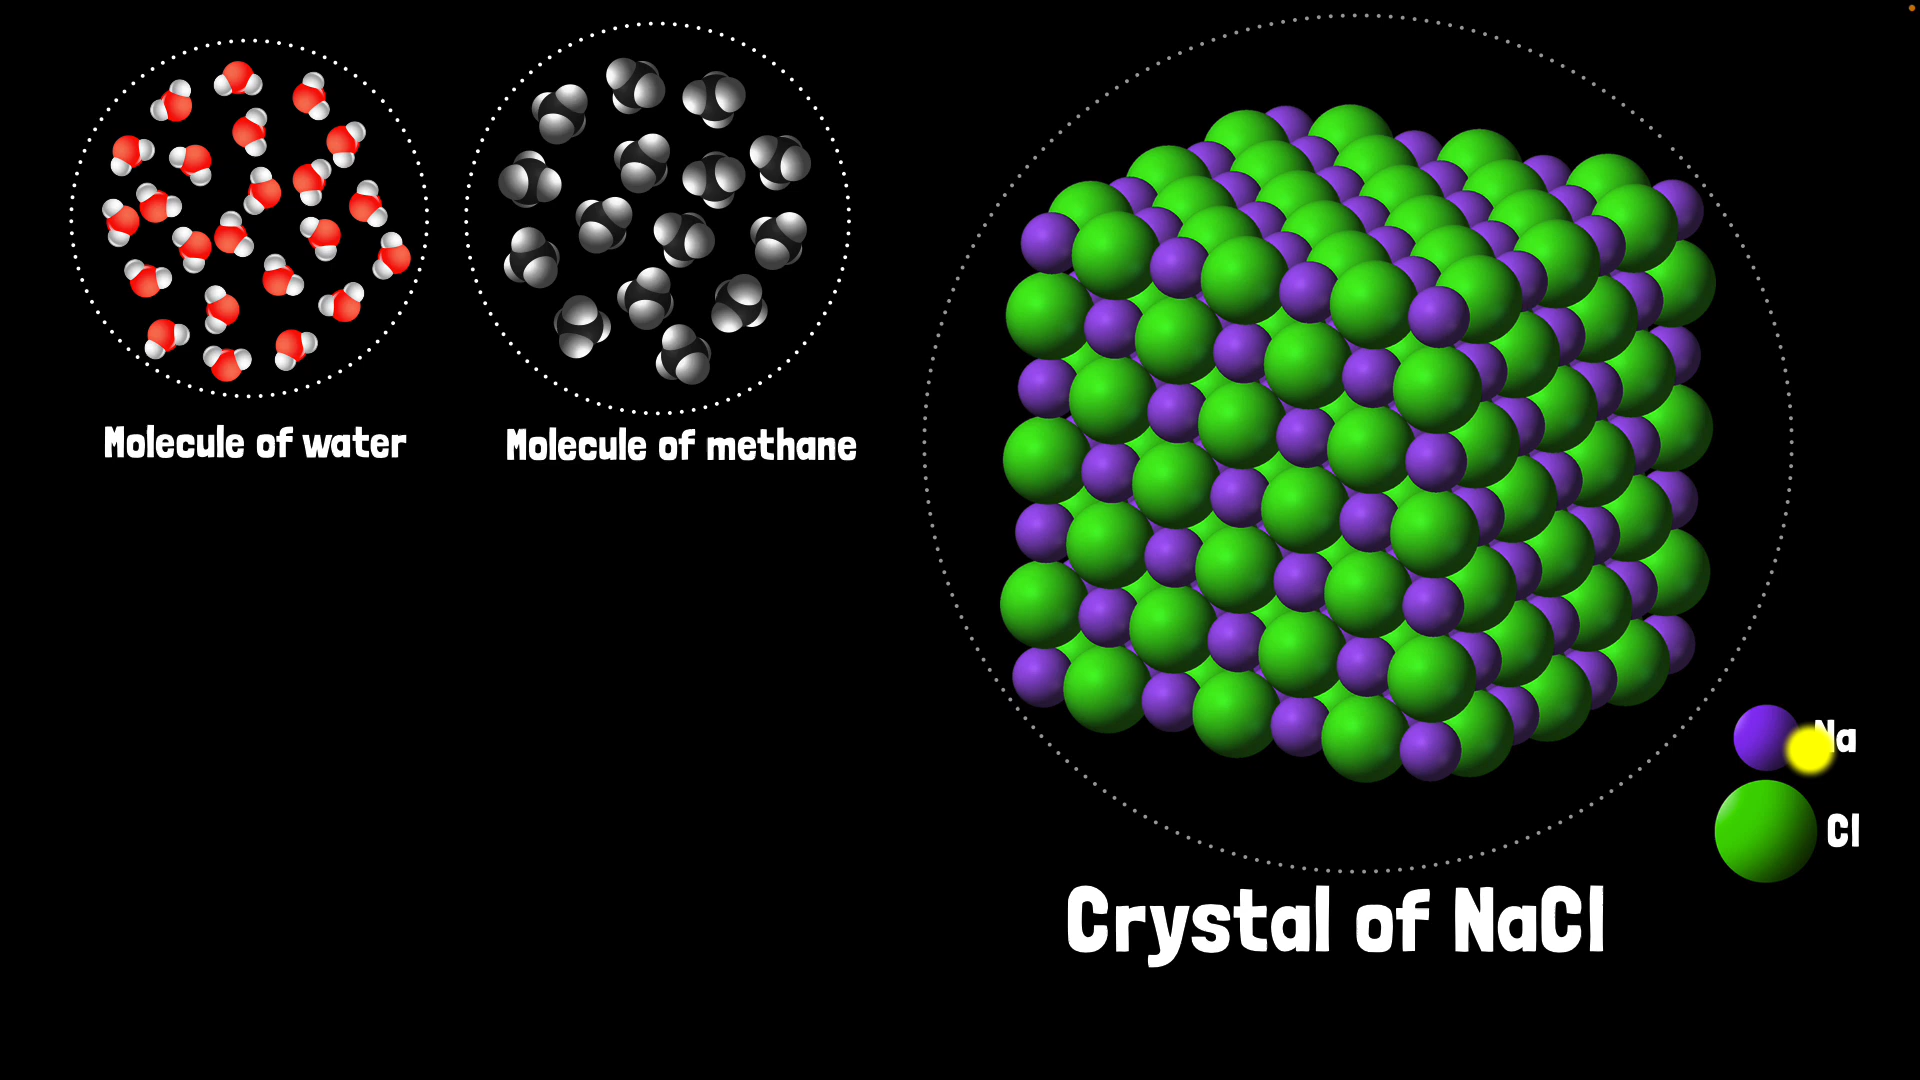 Molecule of water
Molecule of methane
Na
Cl
Crystal of NaCl